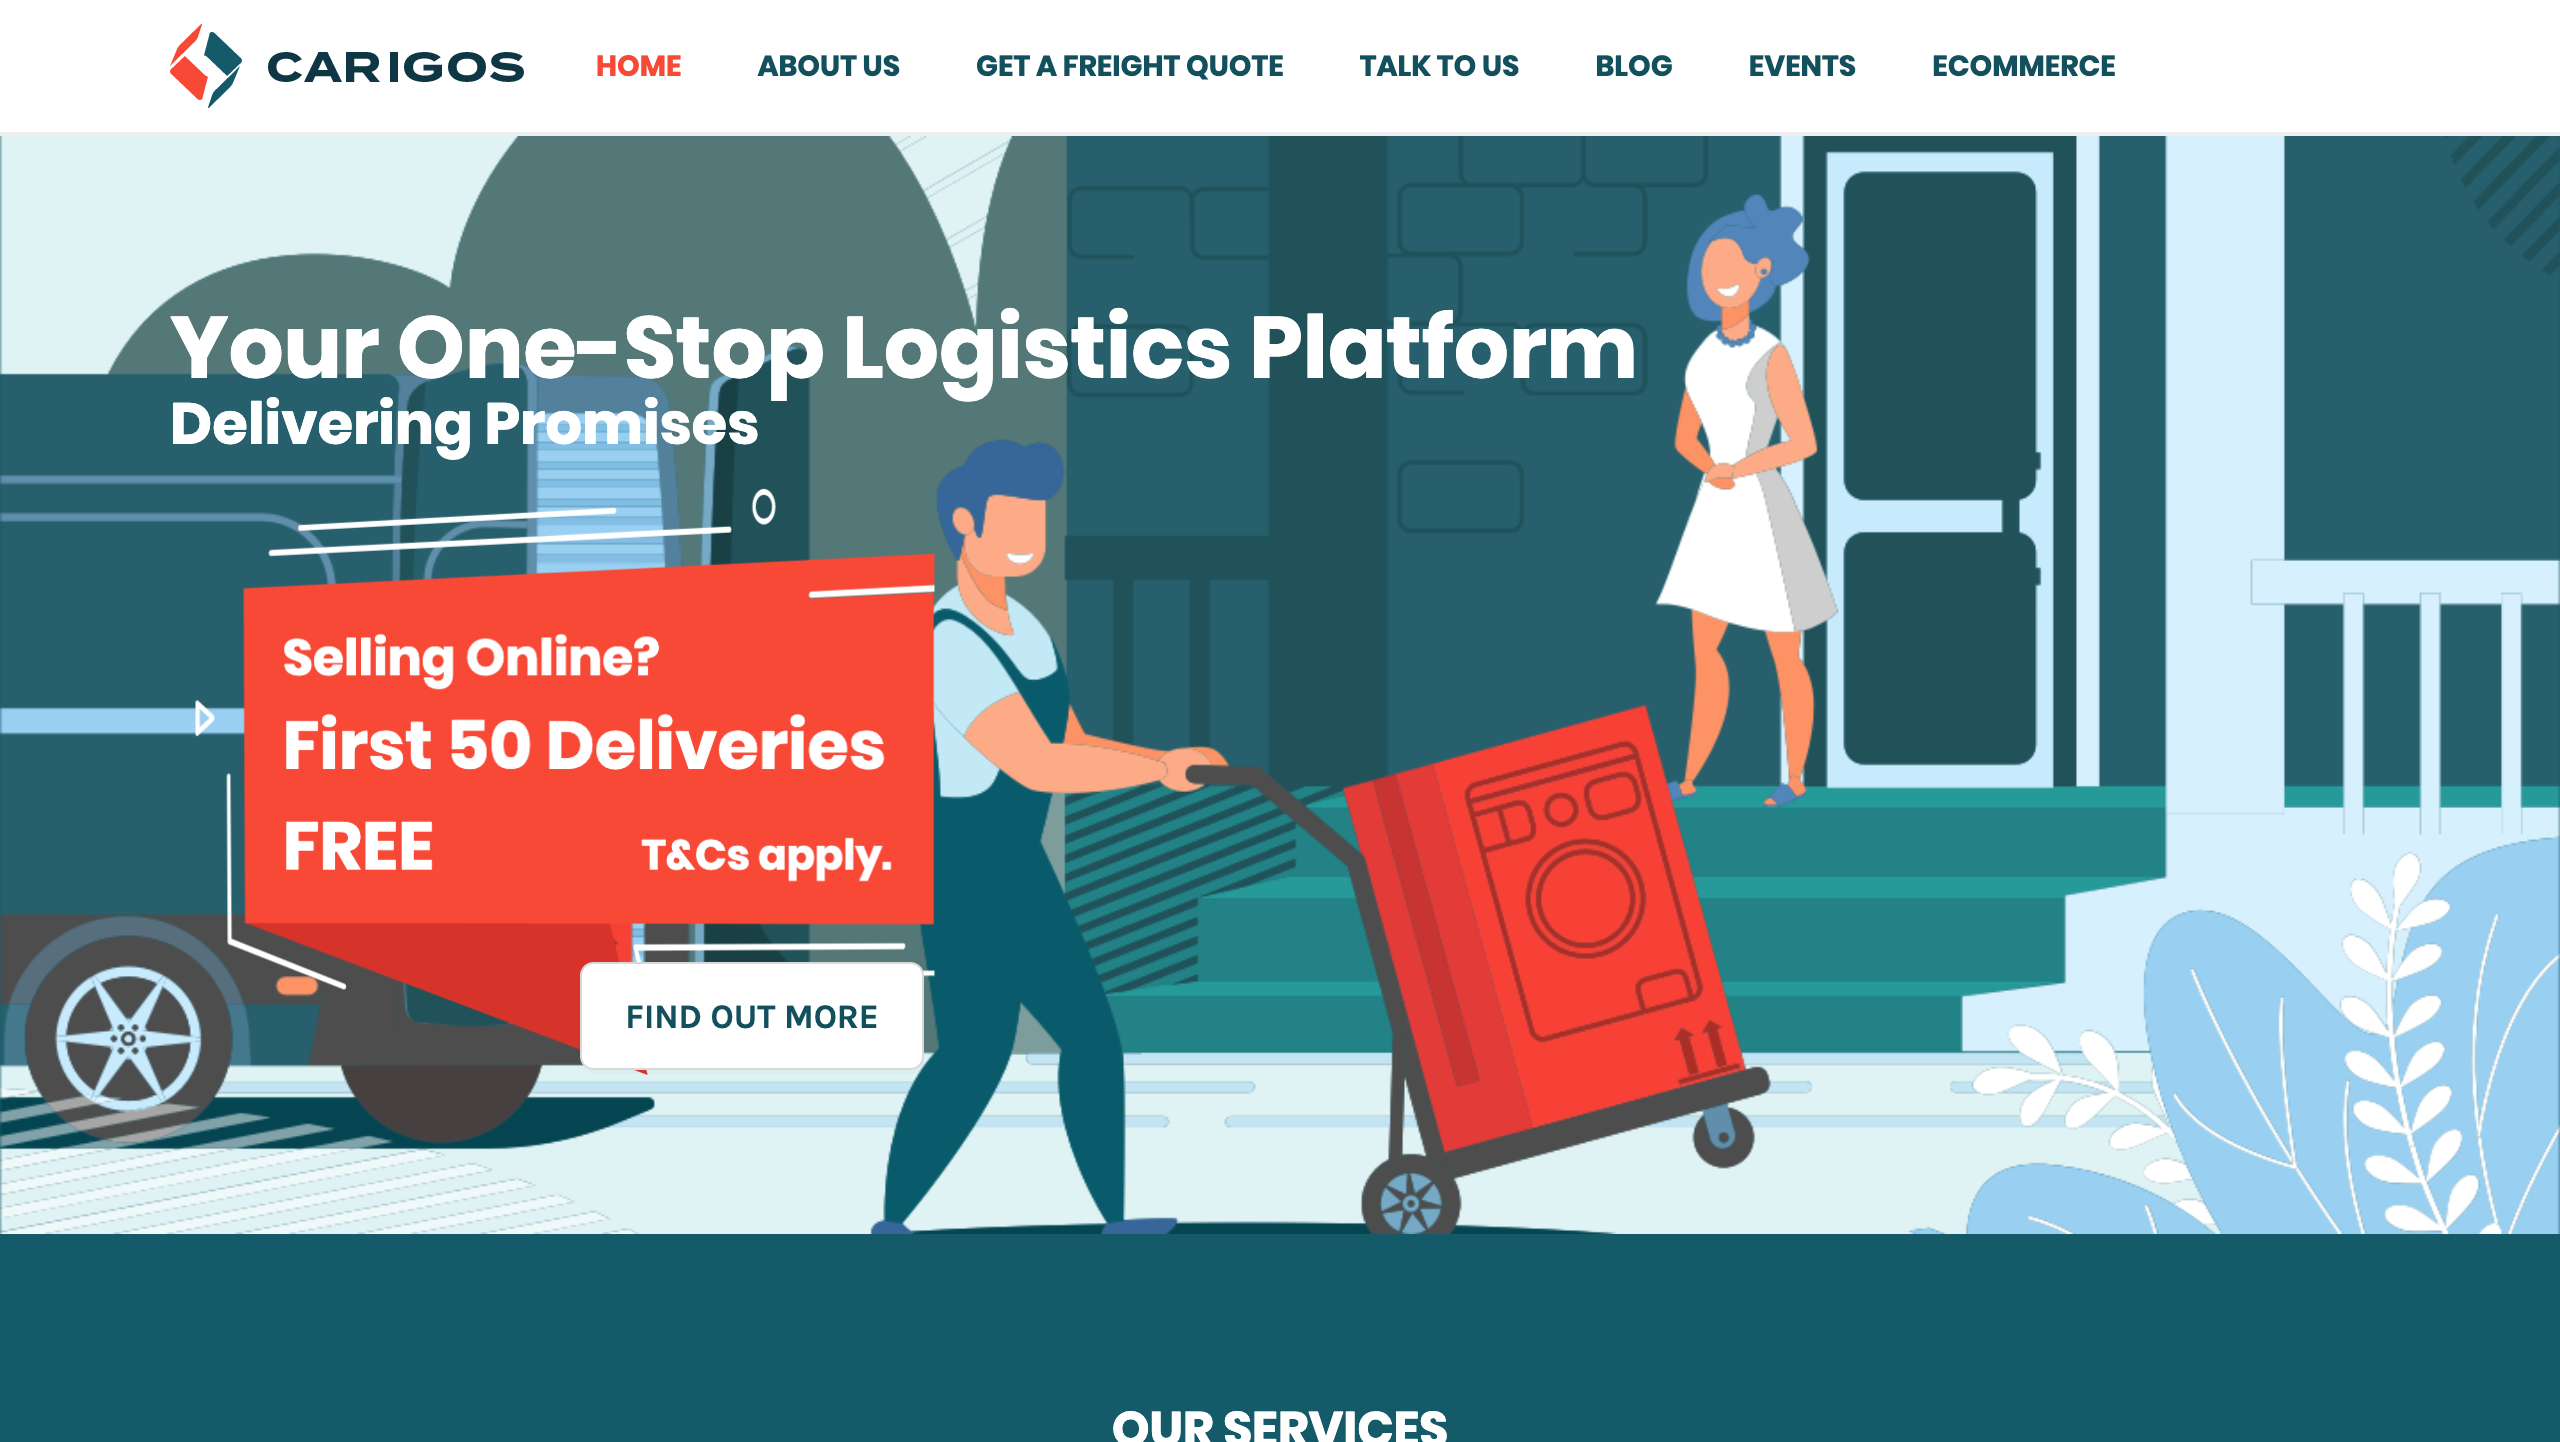 CARIGOS
HOME ABOUT US GET A FREIGHT QUOTE TALK TO US BLOG EVENTS ECOMMERCE
Your One-Stop Logistics Platform
Delivering Promises
Selling Online?
First 50 Deliveries
FREE T&Cs apply.
FIND OUT MORE
OUR SERVICES